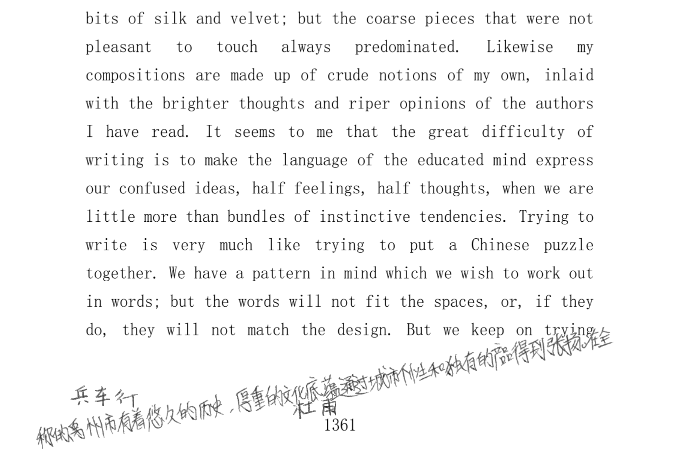 bits of silk and velvet; but the coarse pieces that were not
pleasant to touch always predominated. Likewise my
compositions are made up of crude notions of my own, inlaid
with the brighter thoughts and riper opinions of the authors
I have read. It seems to me that the great difficulty of
writing is to make the language of the educated mind express
our confused ideas, half feelings, half thoughts, when we are
little more than bundles of instinctive tendencies. Trying to
write is very much like trying to put a Chinese puzzle
together. We have a pattern in mind which we wish to work out
in words; but the words will not fit the spaces, or, if they
do, they will not match the design. But we keep on trying
兵车行
称的禹州市有着悠久的历史，厚重的文化底蕴通过城市个性和独有的产品得到张扬。在全
杜甫
1361